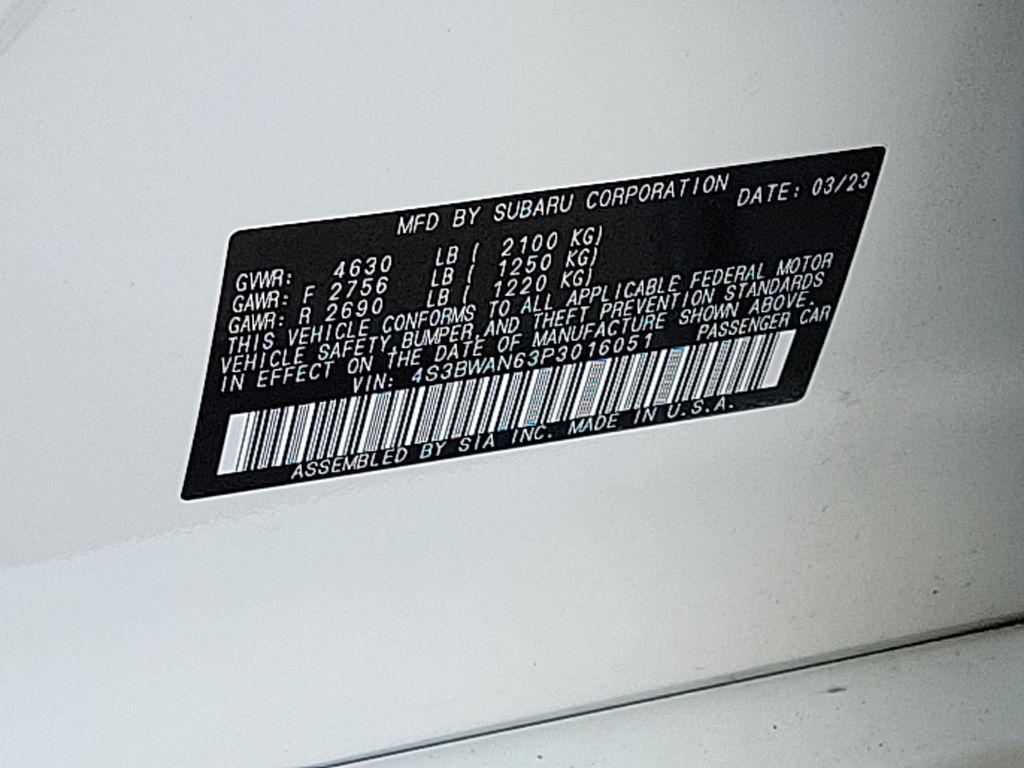 MFD BY SUBARU CORPORATION DATE: 03/23
GVWR: 4630 LB ( 2100 KG)
GAWR: F 2756 LB ( 1250 KG)
GAWR: R 2690 LB ( 1220 KG)
THIS VEHICLE CONFORMS TO ALL APPLICABLE FEDERAL MOTOR
VEHICLE SAFETY, BUMPER, AND THEFT PREVENTION STANDARDS
IN EFFECT ON THE DATE OF MANUFACTURE SHOWN ABOVE.
VIN: 4S3BWAN63P3016051 PASSENGER CAR
ASSEMBLED BY SIA INC. MADE IN U.S.A.